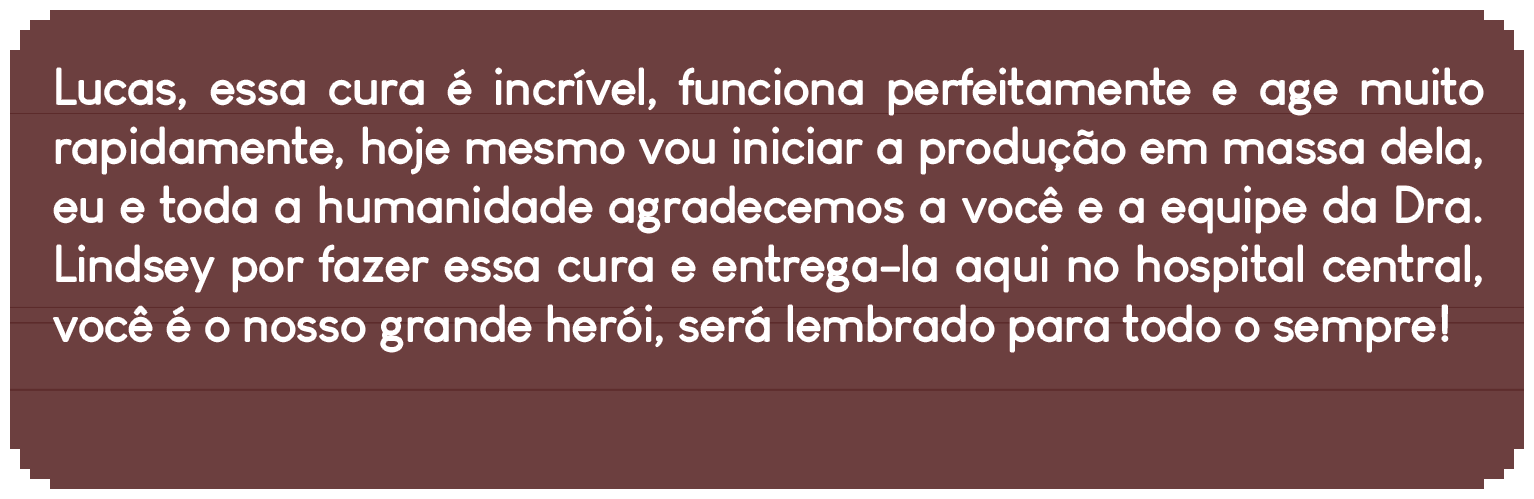 Lucas, essa cura é incrível, funciona perfeitamente e age muito
rapidamente, hoje mesmo vou iniciar a produção em massa dela,
eu e toda a humanidade agradecemos a você e a equipe da Dra.
Lindsey por fazer essa cura e entrega-la aqui no hospital central,
você é o nosso grande herói, será lembrado para todo o sempre!